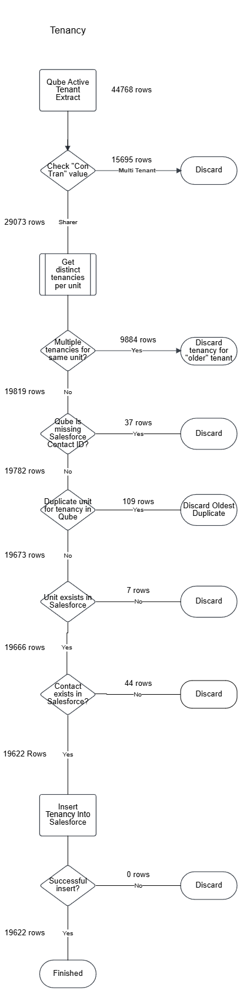 Tenancy
Qube Active
Tenant
Extract
44768 rows
Check "Con
Tran" value
15695 rows
Multi Tenant
Discard
29073 rows
Sharer
Get
distinct
tenancies
per unit
Multiple
tenancies for
same unit?
9884 rows
Yes
Discard
tenancy for
"older" tenant
19819 rows
No
Qube is
missing
Salesforce
Contact ID?
37 rows
Yes
Discard
19782 rows
No
Duplicate unit
for tenancy in
Qube
109 rows
Yes
Discard Oldest
Duplicate
19673 rows
No
Unit exsists in
Salesforce
7 rows
No
Discard
19666 rows
Yes
Contact
exists in
Salesforce?
44 rows
No
Discard
19622 Rows
Yes
Insert
Tenancy Into
Salesforce
Successful
insert?
0 rows
No
Discard
19622 rows
Yes
Finished